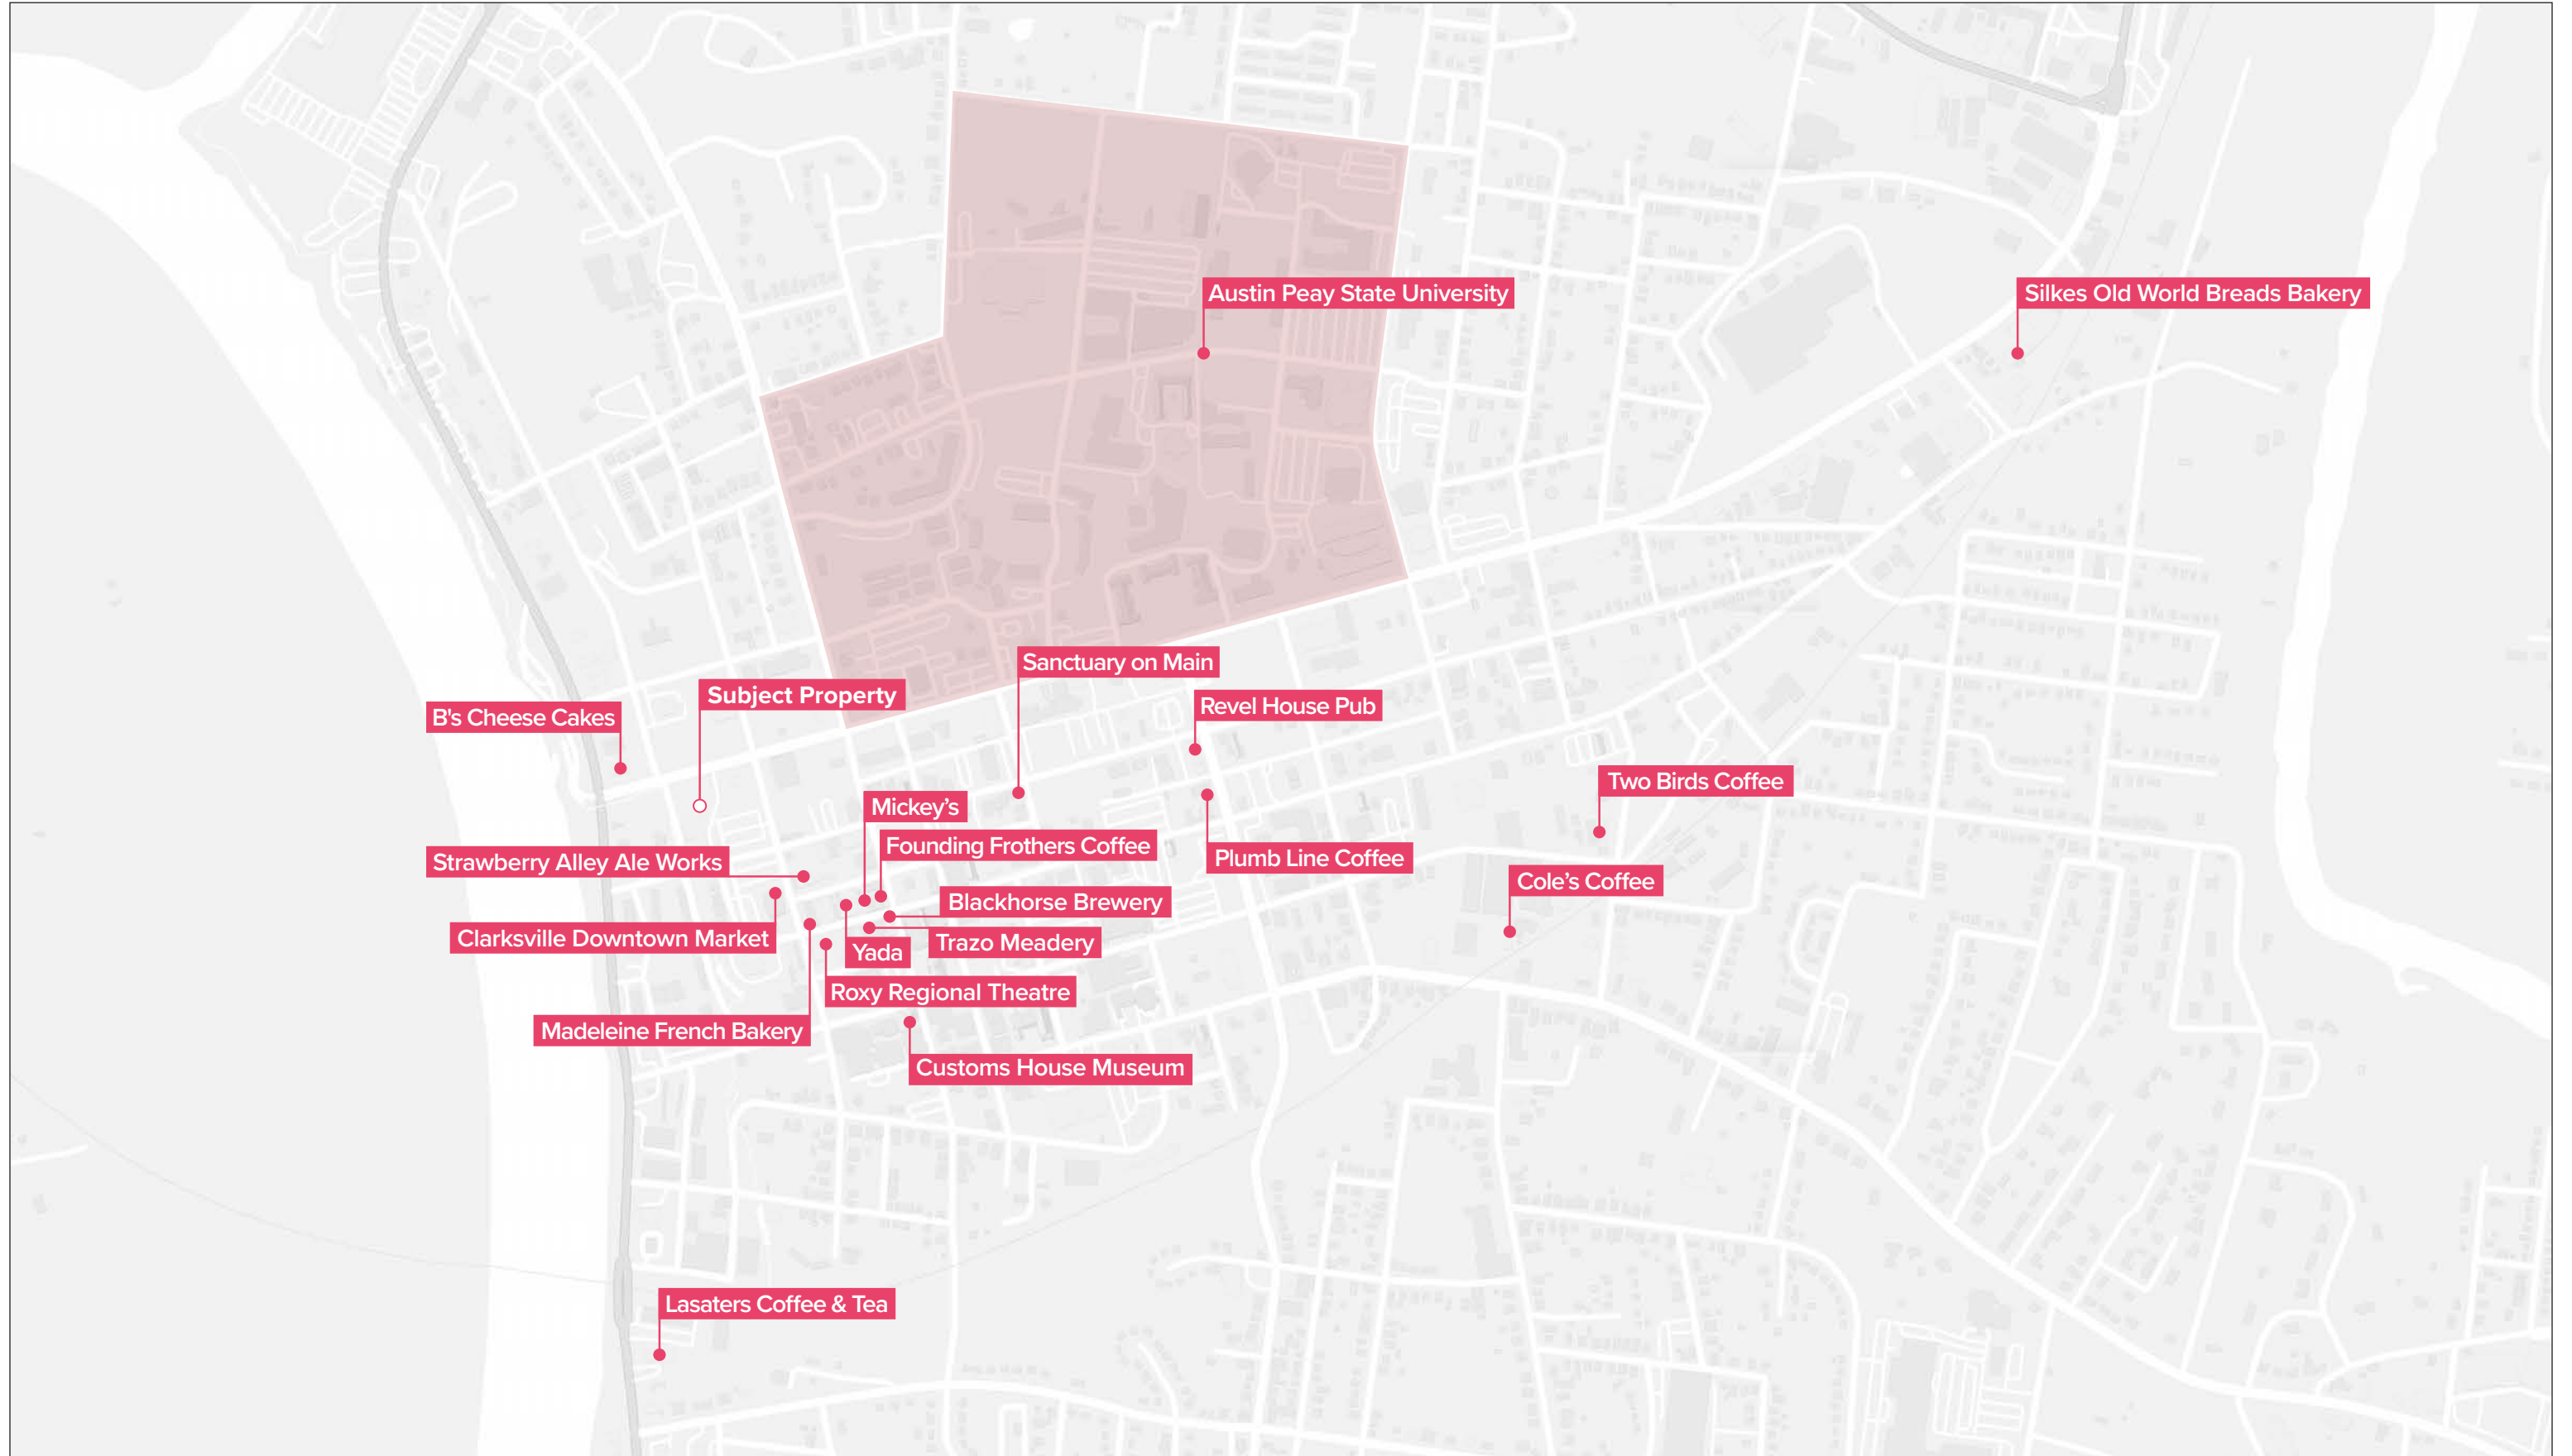 Austin Peay State University
Silkes Old World Breads Bakery
Sanctuary on Main
Subject Property
Revel House Pub
B's Cheese Cakes
Two Birds Coffee
Mickey’s
Founding Frothers Coffee
Plumb Line Coffee
Strawberry Alley Ale Works
Cole’s Coffee
Blackhorse Brewery
Clarksville Downtown Market
Trazo Meadery
Yada
Roxy Regional Theatre
Madeleine French Bakery
Customs House Museum
Lasaters Coffee & Tea